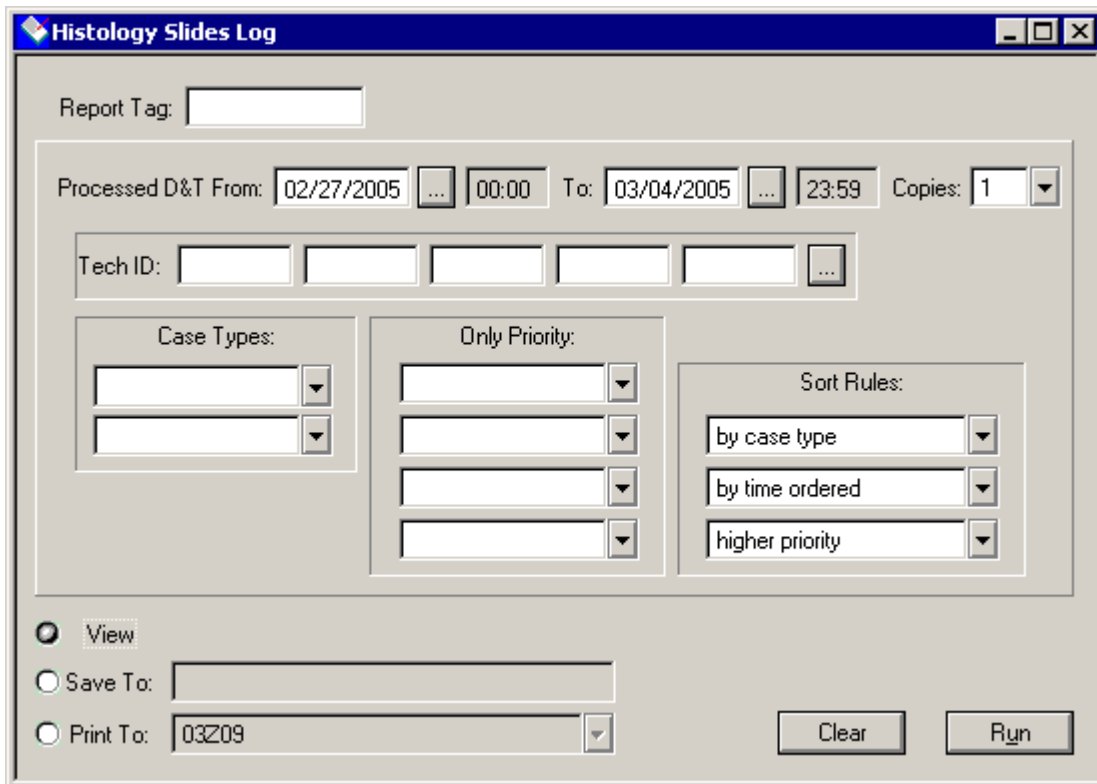 Histology Slides Log
Report Tag:
Processed D&T From: 02/27/2005 ... 00:00 To: 03/04/2005 ... 23:59 Copies: 1
Tech ID: ...
Case Types:
Only Priority:
Sort Rules:
by case type
by time ordered
higher priority
View
Save To:
Print To: 03Z09
Clear Run